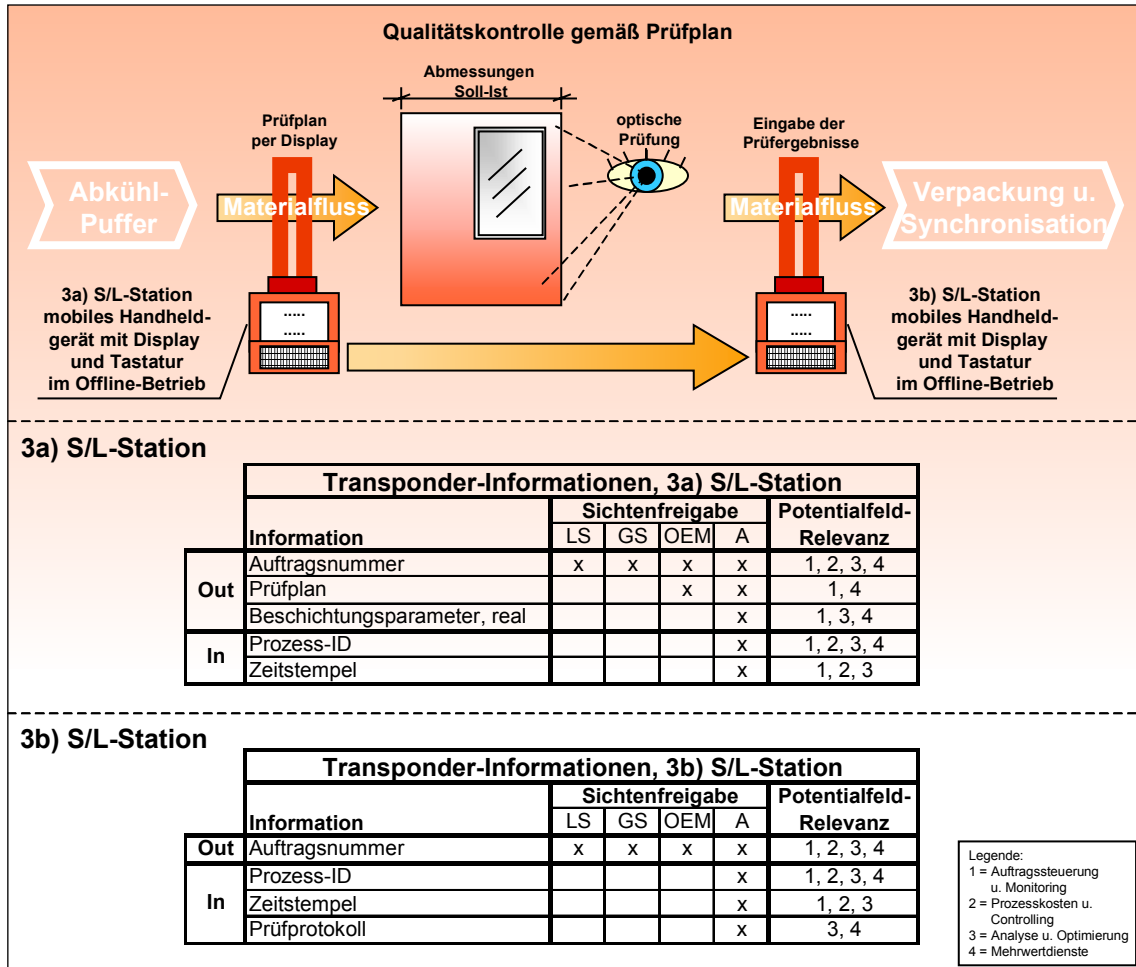 Qualitätskontrolle gemäß Prüfplan
Abmessungen
Soll-Ist
Prüfplan
per Display
optische
Prüfung
Eingabe der
Prüfergebnisse
Abkühl-
Puffer
Materialfluss
Materialfluss
Verpackung u.
Synchronisation
3a) S/L-Station
mobiles Handheld-
gerät mit Display
und Tastatur
im Offline-Betrieb
.....
.....
.....
.....
3b) S/L-Station
mobiles Handheld-
gerät mit Display
und Tastatur
im Offline-Betrieb
3a) S/L-Station
Transponder-Informationen, 3a) S/L-Station
Information Sichtenfreigabe Potentialfeld-
LS GS OEM A Relevanz
Out Auftragsnummer x x x x 1, 2, 3, 4
Prüfplan x x 1, 4
Beschichtungsparameter, real x 1, 3, 4
In Prozess-ID x 1, 2, 3, 4
Zeitstempel x 1, 2, 3
3b) S/L-Station
Transponder-Informationen, 3b) S/L-Station
Information Sichtenfreigabe Potentialfeld-
LS GS OEM A Relevanz
Out Auftragsnummer x x x x 1, 2, 3, 4
In Prozess-ID x 1, 2, 3, 4
Zeitstempel x 1, 2, 3
Prüfprotokoll x 3, 4
Legende:
1 = Auftragssteuerung
u. Monitoring
2 = Prozesskosten u.
Controlling
3 = Analyse u. Optimierung
4 = Mehrwertdienste